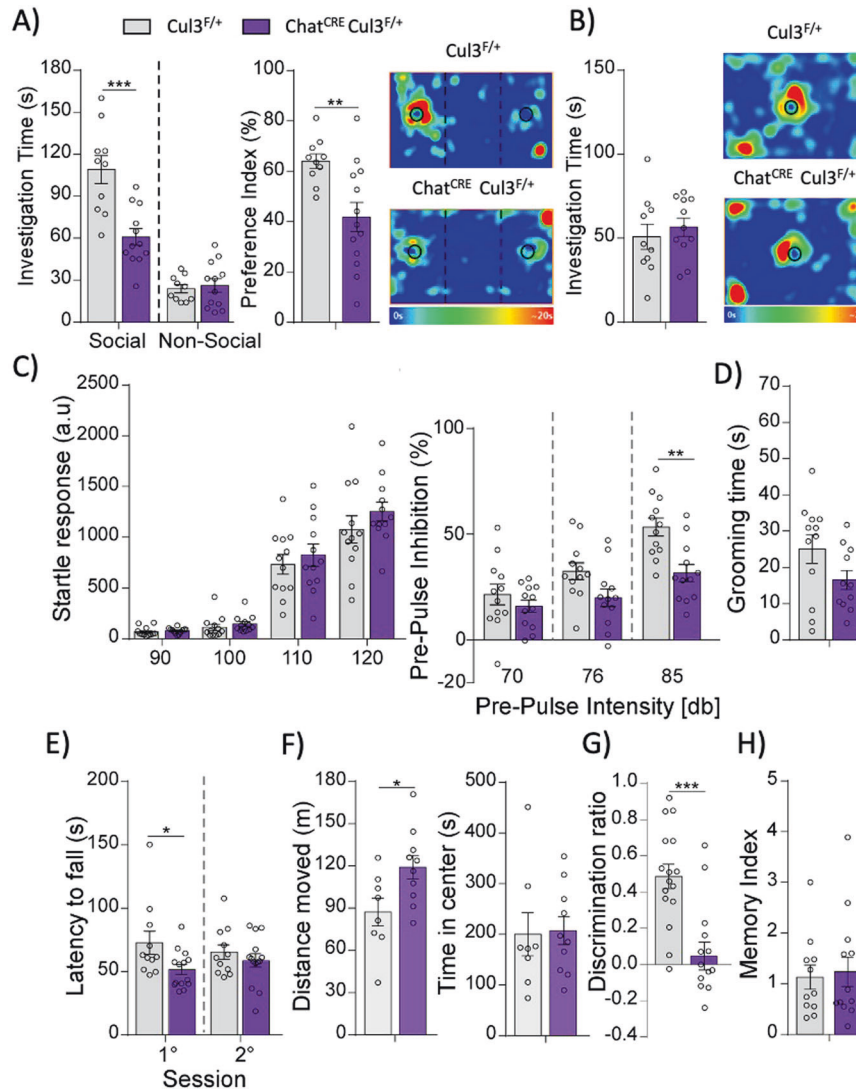 A)
Cul3F/+
ChatCRE Cul3F/+
Investigation Time (s)
180
150
120
90
60
30
0
***
Social
Non-Social
Preference Index (%)
100
80
60
40
20
0
**
Cul3F/+
ChatCRE Cul3F/+
0s
~20s
B)
Investigation Time (s)
150
100
50
0
Cul3F/+
ChatCRE Cul3F/+
0s
C)
Startle response (a.u)
2500
2000
1500
1000
500
0
90
100
110
120
Pre-Pulse Inhibition (%)
100
50
0
-20
**
70
76
85
Pre-Pulse Intensity [db]
D)
Grooming time (s)
70
60
50
40
30
20
10
0
E)
Latency to fall (s)
200
150
100
50
0
*
1°
2°
Session
F)
Distance moved (m)
180
150
120
90
60
30
0
*
Time in center (s)
500
400
300
200
100
0
G)
Discrimination ratio
1.0
0.8
0.6
0.4
0.2
0.0
-0.2
-0.4
***
H)
Memory Index
5
4
3
2
1
0